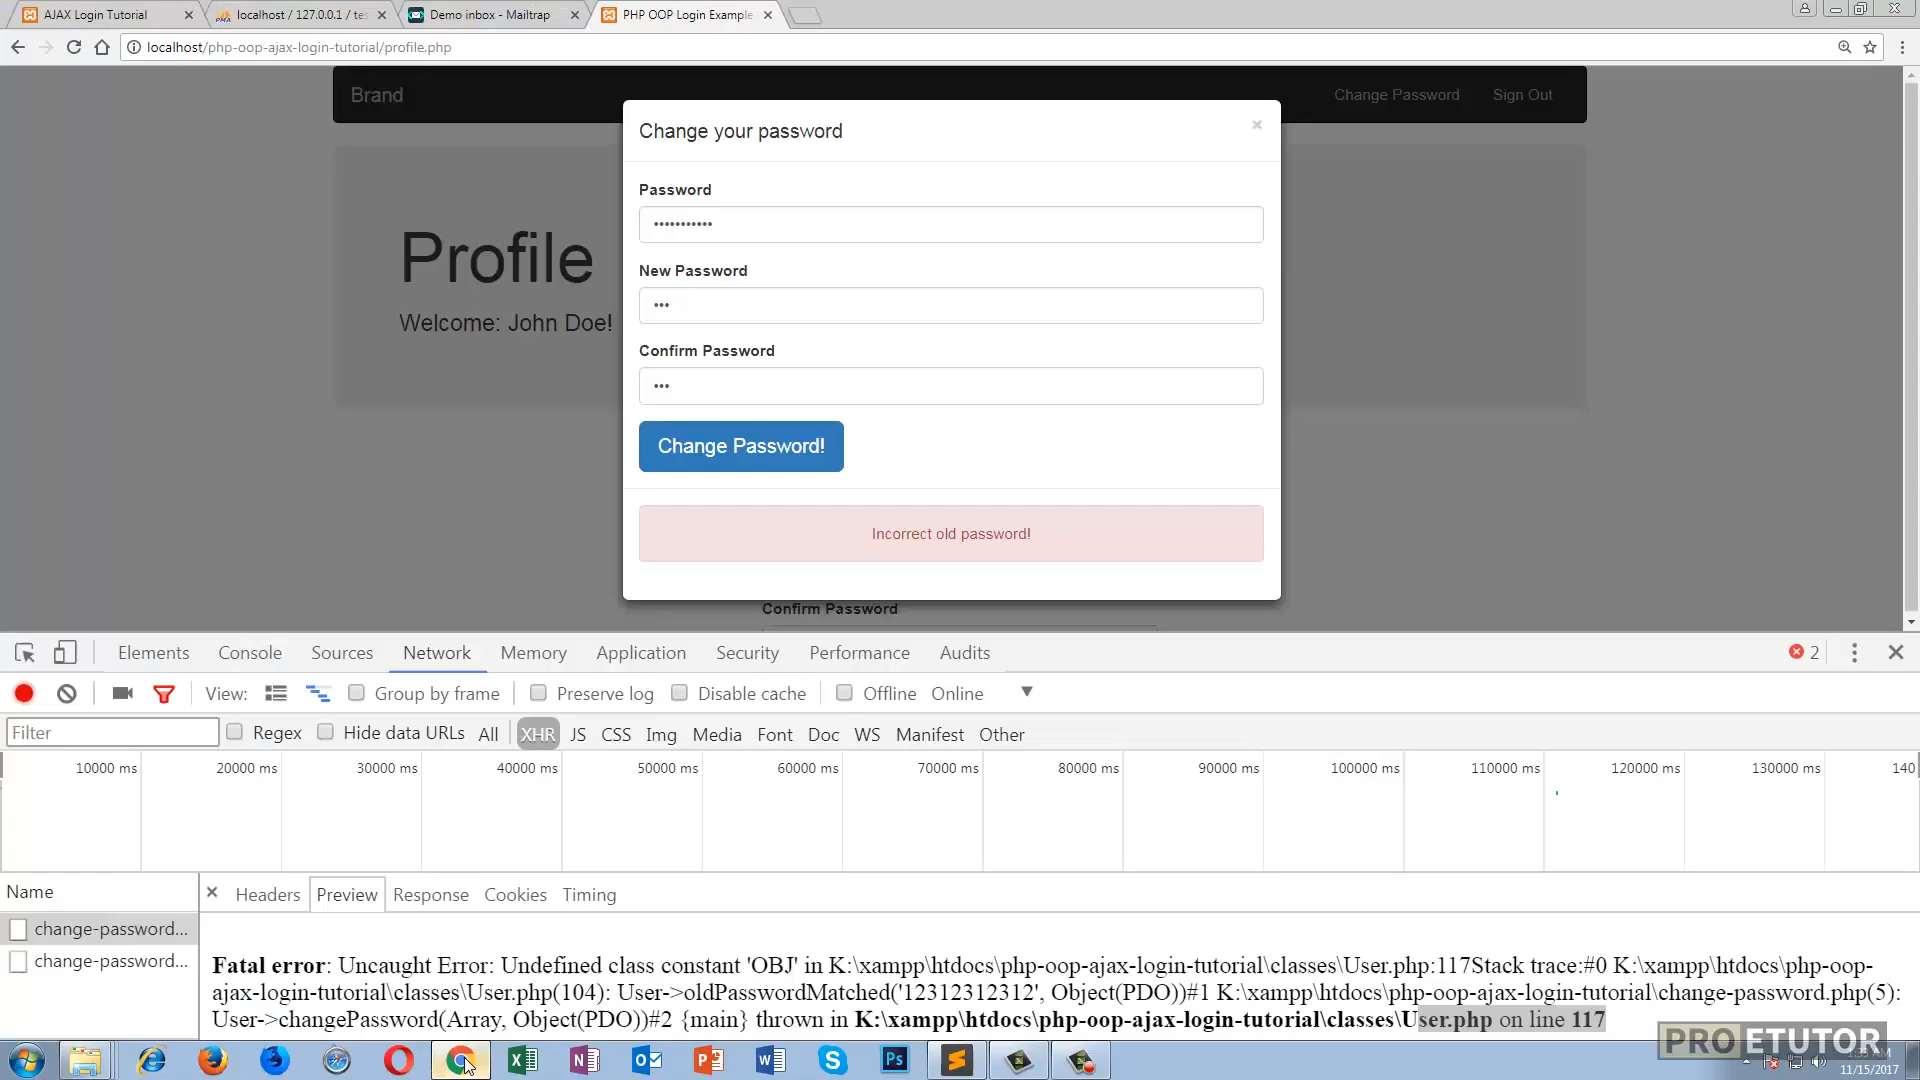 AJAX Login Tutorial
localhost / 127.0.0.1 / tes
Demo inbox - Mailtrap
PHP OOP Login Example
localhost/php-oop-ajax-login-tutorial/profile.php
Brand
Change Password
Sign Out
Change your password
×
Password
•••••••••••
New Password
•••
Confirm Password
•••
Change Password!
Incorrect old password!
Profile
Welcome: John Doe!
Confirm Password
Elements Console Sources Network Memory Application Security Performance Audits
2
View: Group by frame Preserve log Disable cache Offline Online
Filter Regex Hide data URLs All XHR JS CSS Img Media Font Doc WS Manifest Other
10000 ms 20000 ms 30000 ms 40000 ms 50000 ms 60000 ms 70000 ms 80000 ms 90000 ms 100000 ms 110000 ms 120000 ms 130000 ms 140
Name
× Headers Preview Response Cookies Timing
change-password...
change-password...
Fatal error: Uncaught Error: Undefined class constant 'OBJ' in K:\xampp\htdocs\php-oop-ajax-login-tutorial\classes\User.php:117Stack trace:#0 K:\xampp\htdocs\php-oop-
ajax-login-tutorial\classes\User.php(104): User->oldPasswordMatched('12312312312', Object(PDO))#1 K:\xampp\htdocs\php-oop-ajax-login-tutorial\change-password.php(5):
User->changePassword(Array, Object(PDO))#2 {main} thrown in K:\xampp\htdocs\php-oop-ajax-login-tutorial\classes\User.php on line 117
PRO ETUTOR
11/15/2017